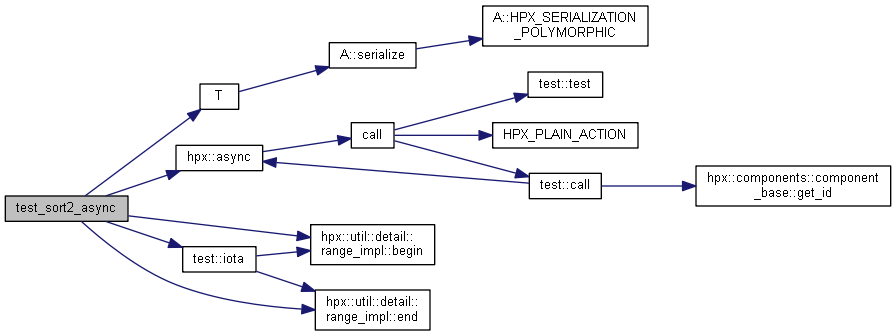 A::HPX_SERIALIZATION
_POLYMORPHIC
A::serialize
T
test::test
call
HPX_PLAIN_ACTION
hpx::async
test::call
hpx::components::component
_base::get_id
test_sort2_async
hpx::util::detail::
range_impl::begin
test::iota
hpx::util::detail::
range_impl::end